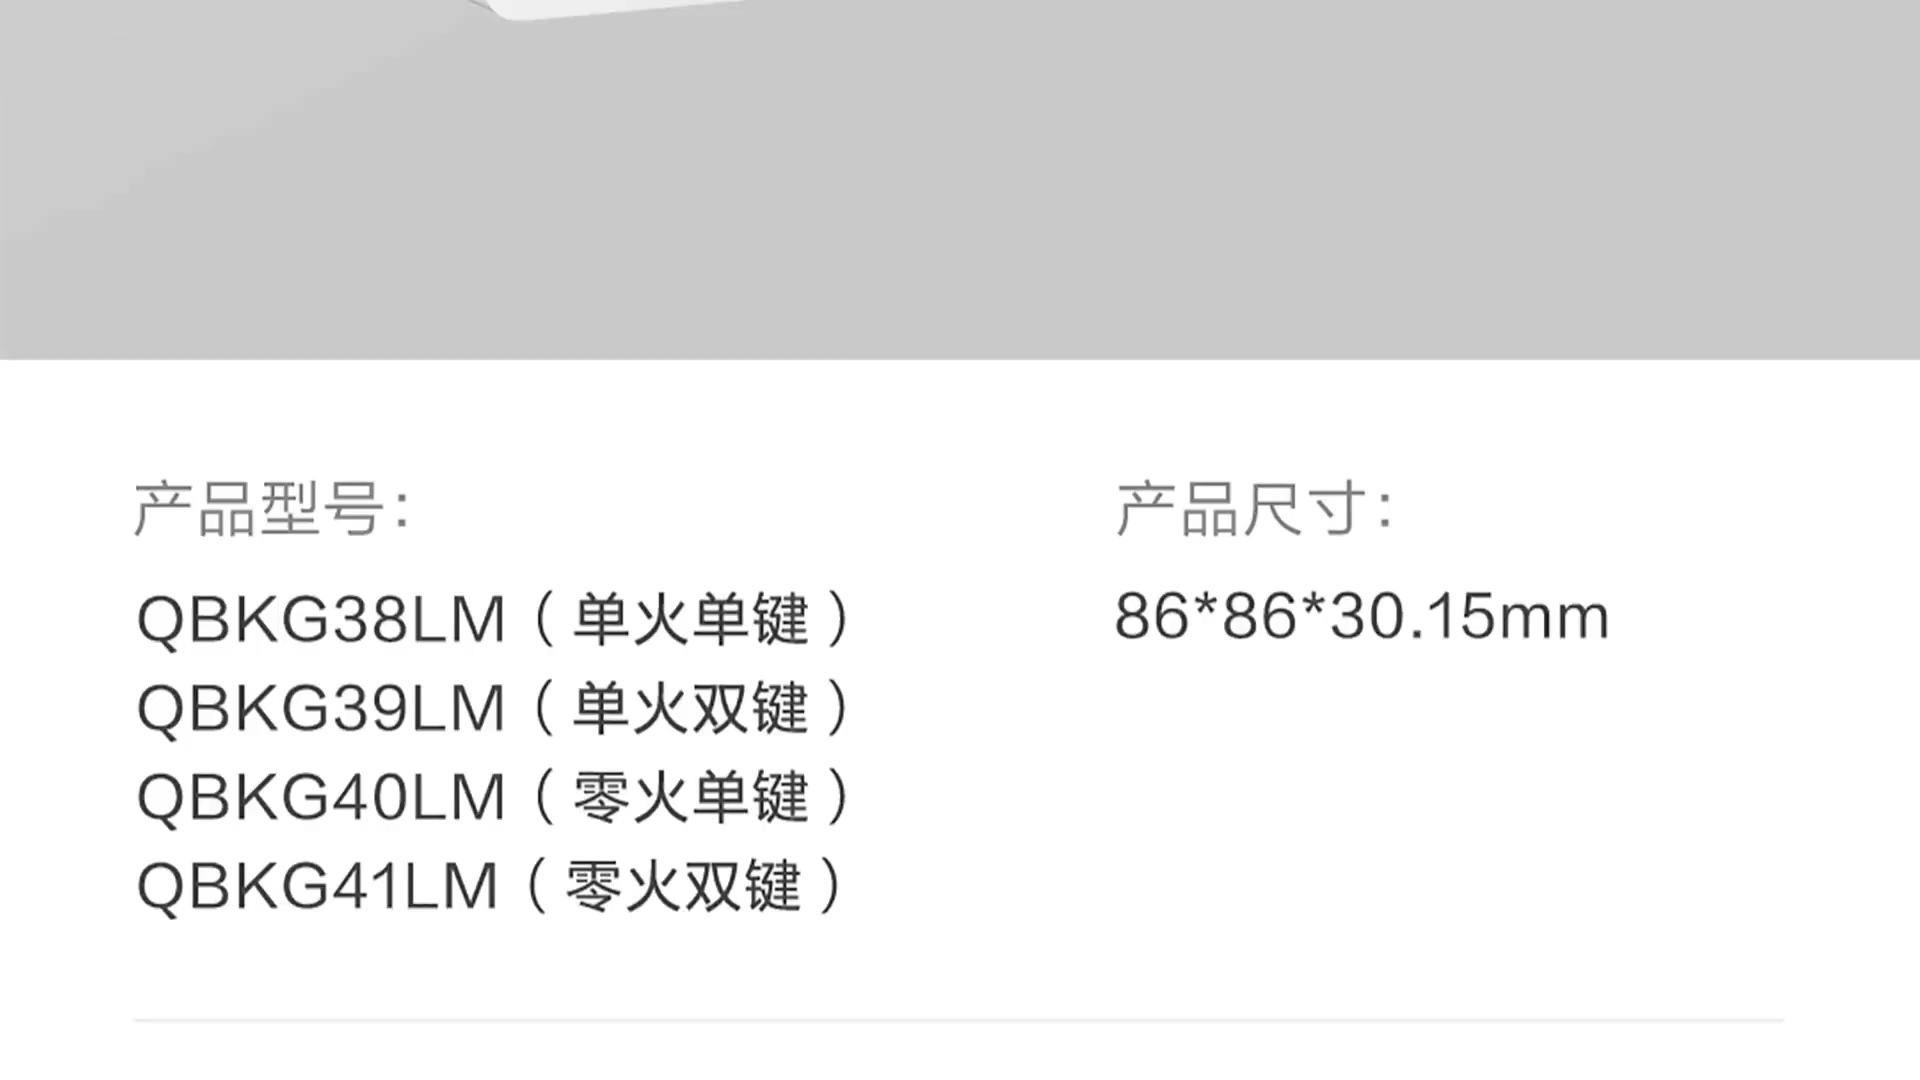 产品型号：
QBKG38LM（单火单键）
QBKG39LM（单火双键）
QBKG40LM（零火单键）
QBKG41LM（零火双键）
产品尺寸：
86*86*30.15mm